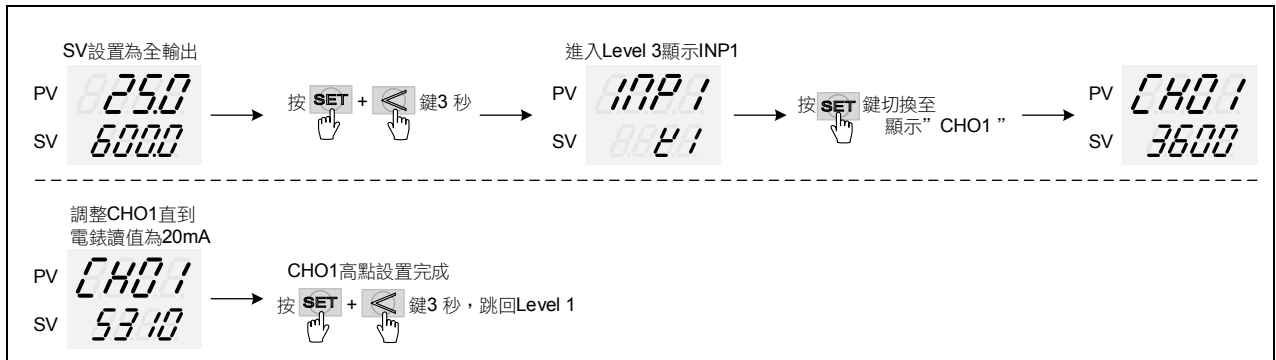 SV設置為全輸出
PV 25.0
SV 600.0
按 SET + < 鍵3 秒
進入Level 3顯示INP1
PV INP1
SV K1
按 SET 鍵切換至
顯示”CHO1 ”
PV CHO1
SV 3600
調整CHO1直到
電錶讀值為20mA
PV CHO1
SV 5310
CHO1高點設置完成
按 SET + < 鍵3 秒，跳回Level 1